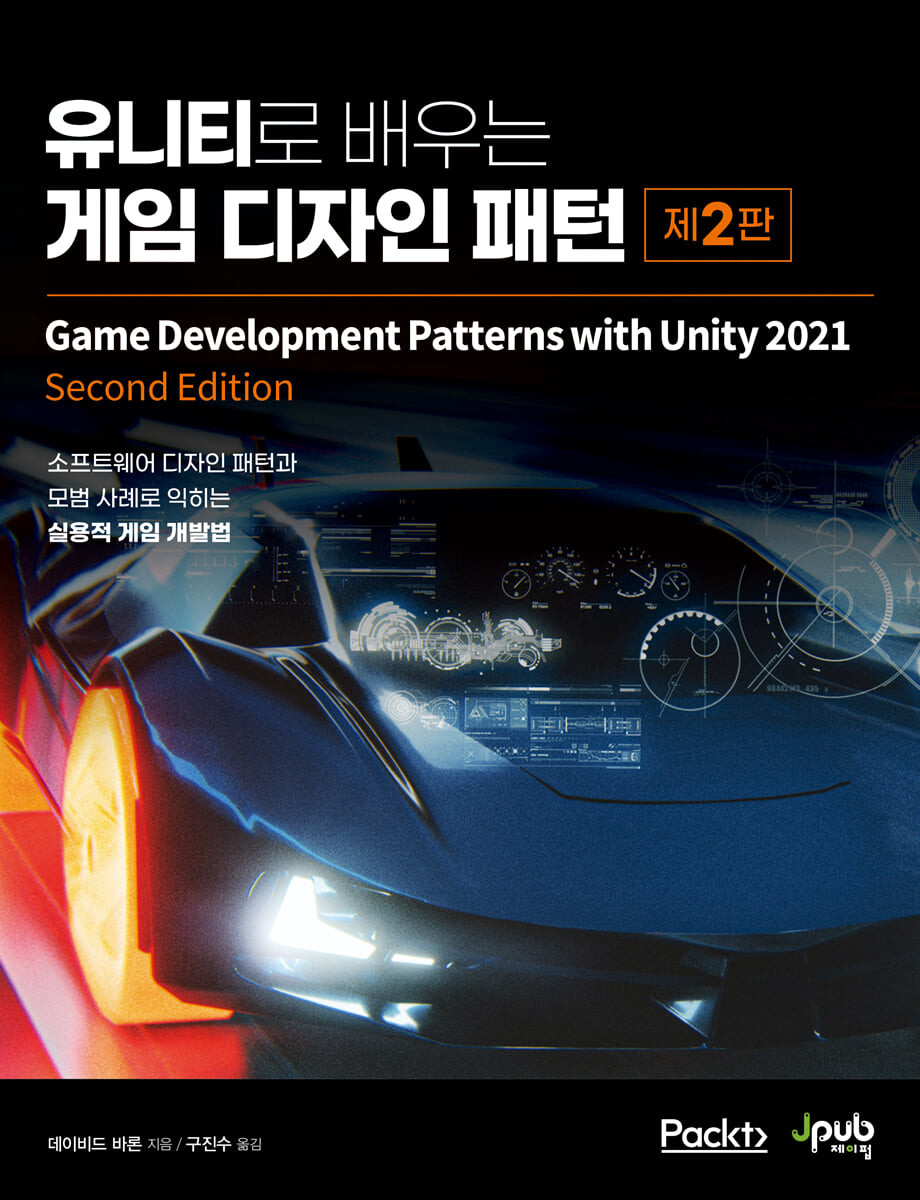 유니티로 배우는
게임 디자인 패턴 제2판
Game Development Patterns with Unity 2021
Second Edition
소프트웨어 디자인 패턴과
모범 사례로 익히는
실용적 게임 개발법
데이비드 바론 지음 / 구진수 옮김
Packt
Jpub
제이펍